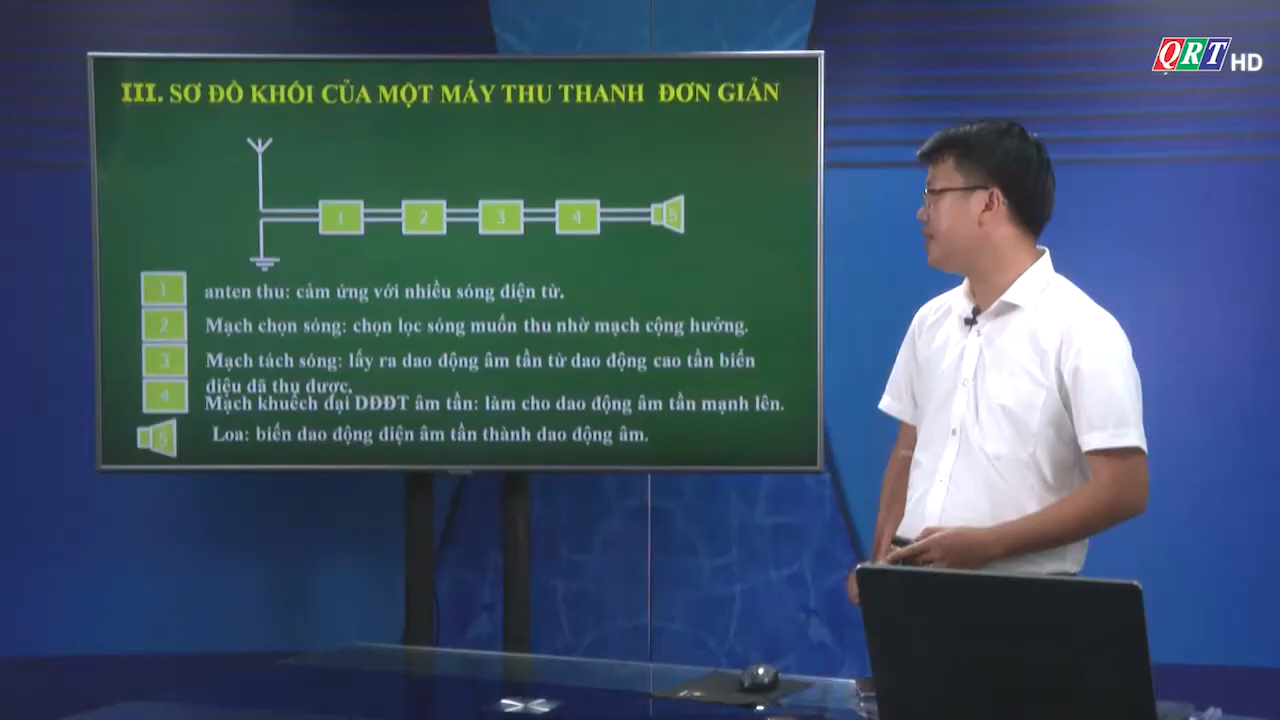 QRT HD
III. SƠ ĐỒ KHỐI CỦA MỘT MÁY THU THANH ĐƠN GIẢN
1 2 3 4 5
1 anten thu: cảm ứng với nhiều sóng điện từ.
2 Mạch chọn sóng: chọn lọc sóng muốn thu nhờ mạch cộng hưởng.
3 Mạch tách sóng: lấy ra dao động âm tần từ dao động cao tần biến
điệu đã thu được.
4 Mạch khuếch đại DĐĐT âm tần: làm cho dao động âm tần mạnh lên.
5 Loa: biến dao động điện âm tần thành dao động âm.